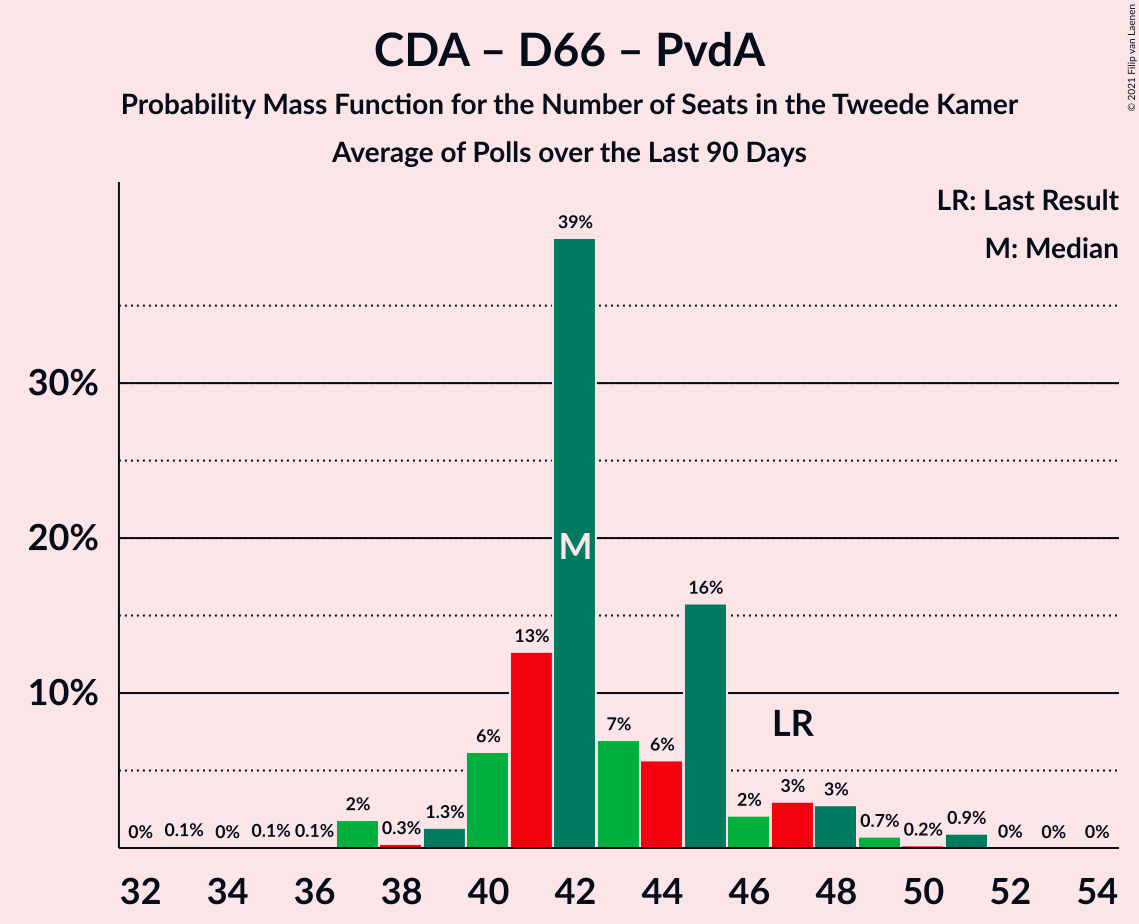 CDA – D66 – PvdA
Probability Mass Function for the Number of Seats in the Tweede Kamer
Average of Polls over the Last 90 Days
© 2021 Filip van Laenen
LR: Last Result
M: Median
39%
30%
20%
M
16%
13%
10%
LR
7%
6%
6%
3%
3%
2%
2%
1.3%
0.9%
0.7%
0% 0.1% 0% 0.1% 0.1% 0.3% 0.2% 0% 0% 0%
32 34 36 38 40 42 44 46 48 50 52 54